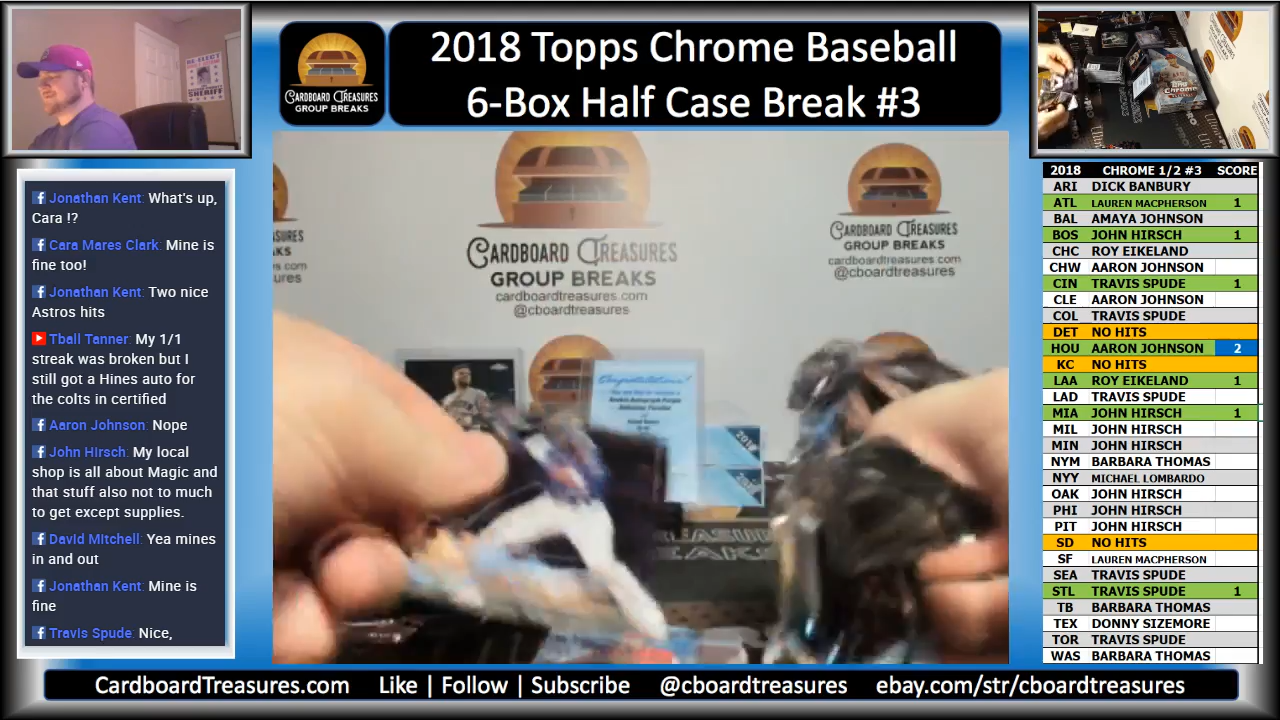 2018 Topps Chrome Baseball
6-Box Half Case Break #3
CARDBOARD TREASURES
GROUP BREAKS
RE-ELECT
SHERIFF
Jonathan Kent: What's up,
Cara !?
Cara Mares Clark: Mine is
fine too!
Jonathan Kent: Two nice
Astros hits
Tball Tanner: My 1/1
streak was broken but I
still got a Hines auto for
the colts in certified
Aaron Johnson: Nope
John Hirsch: My local
shop is all about Magic and
that stuff also not to much
to get except supplies.
David Mitchell: Yea mines
in and out
Jonathan Kent: Mine is
fine
Travis Spude: Nice,
CARDBOARD TREASURES
GROUP BREAKS
cardboardtreasures.com
@cboardtreasures
CARDBOARD TREASURES
GROUP BREAKS
cardboardtreasures.com
@cboardtreasures
Congratulations!
2018 CHROME 1/2 #3 SCORE
ARI DICK BANBURY
ATL LAUREN MACPHERSON 1
BAL AMAYA JOHNSON
BOS JOHN HIRSCH 1
CHC ROY EIKELAND
CHW AARON JOHNSON
CIN TRAVIS SPUDE 1
CLE AARON JOHNSON
COL TRAVIS SPUDE
DET NO HITS
HOU AARON JOHNSON 2
KC NO HITS
LAA ROY EIKELAND 1
LAD TRAVIS SPUDE
MIA JOHN HIRSCH 1
MIL JOHN HIRSCH
MIN JOHN HIRSCH
NYM BARBARA THOMAS
NYY MICHAEL LOMBARDO
OAK JOHN HIRSCH
PHI JOHN HIRSCH
PIT JOHN HIRSCH
SD NO HITS
SF LAUREN MACPHERSON
SEA TRAVIS SPUDE
STL TRAVIS SPUDE 1
TB BARBARA THOMAS
TEX DONNY SIZEMORE
TOR TRAVIS SPUDE
WAS BARBARA THOMAS
CardboardTreasures.com Like | Follow | Subscribe @cboardtreasures ebay.com/str/cboardtreasures